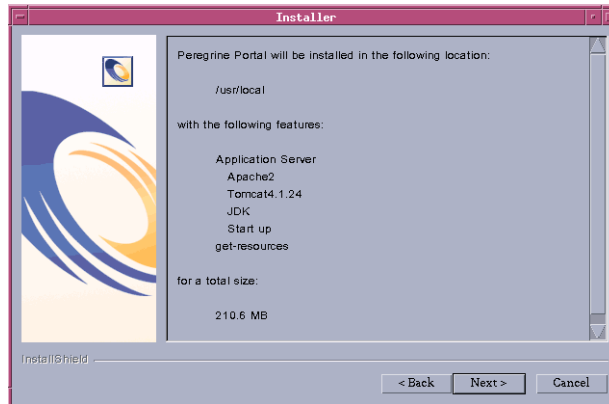 Installer
Peregrine Portal will be installed in the following location:
/usr/local
with the following features:
Application Server
Apache2
Tomcat4.1.24
JDK
Start up
get-resources
for a total size:
210.6 MB
InstallShield
< Back
Next >
Cancel